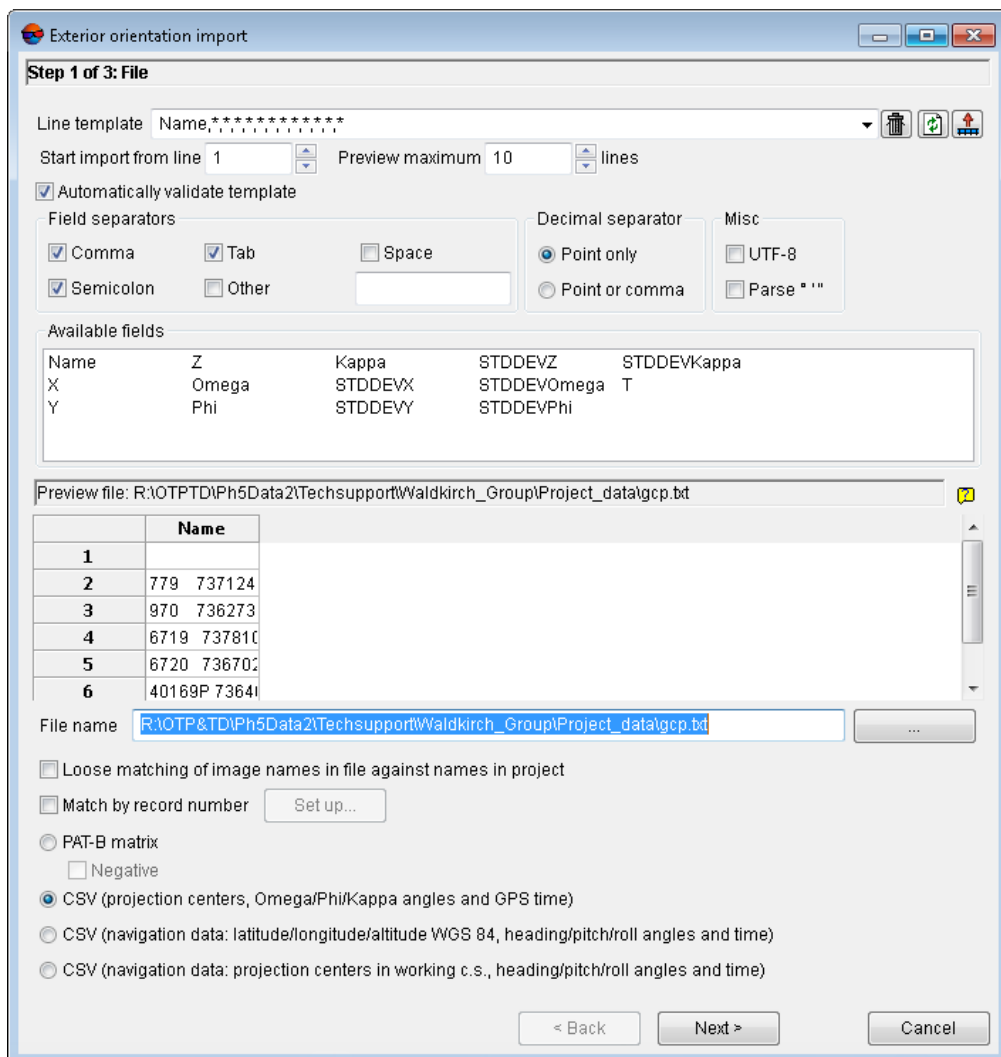 Exterior orientation import
Step 1 of 3: File
Line template Name,*,*,*,*,*,*,*,*,*,*,*,*
Start import from line 1 Preview maximum 10 lines
Automatically validate template
Field separators Decimal separator Misc
Comma Tab Space Point only UTF-8
Semicolon Other Point or comma Parse ° ' "
Available fields
Name Z Kappa STDDEVZ STDDEVKappa
X Omega STDDEVX STDDEVOmega T
Y Phi STDDEVY STDDEVPhi
Preview file: R:\OTPTD\Ph5Data2\Techsupport\Waldkirch_Group\Project_data\gcp.txt ?
Name
1
2 779 737124
3 970 736273
4 6719 737810
5 6720 736702
6 40169P 7364
File name R:\OTP&TD\Ph5Data2\Techsupport\Waldkirch_Group\Project_data\gcp.txt ...
Loose matching of image names in file against names in project
Match by record number Set up...
PAT-B matrix
Negative
CSV (projection centers, Omega/Phi/Kappa angles and GPS time)
CSV (navigation data: latitude/longitude/altitude WGS 84, heading/pitch/roll angles and time)
CSV (navigation data: projection centers in working c.s., heading/pitch/roll angles and time)
< Back Next > Cancel